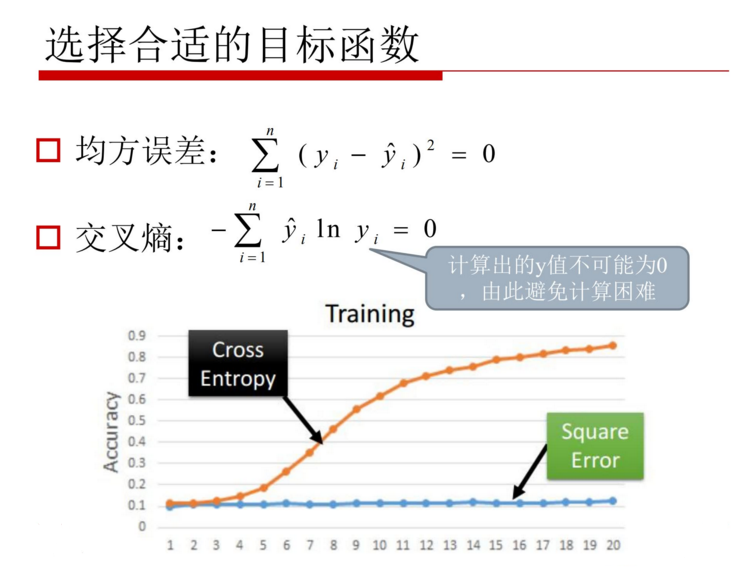 选择合适的目标函数
均方误差： \sum_{i=1}^{n} (y_i - ŷ_i)^2 = 0
交叉熵： -\sum_{i=1}^{n} ŷ_i ln y_i = 0
计算出的y值不可能为0
，由此避免计算困难
Training
Accuracy
0.9
0.8
0.7
0.6
0.5
0.4
0.3
0.2
0.1
0
Cross
Entropy
Square
Error
1 2 3 4 5 6 7 8 9 10 11 12 13 14 15 16 17 18 19 20